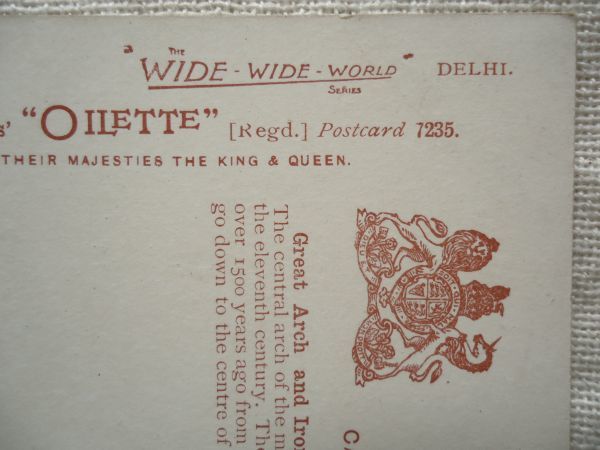 "THE
WIDE - WIDE - WORLD"
SERIES
DELHI.
"OILETTE" [Regd.] Postcard 7235.
THEIR MAJESTIES THE KING & QUEEN.
Great Arch and Iron
The central arch of the m
the eleventh century. The
over 1500 years ago from
go down to the centre of
CA